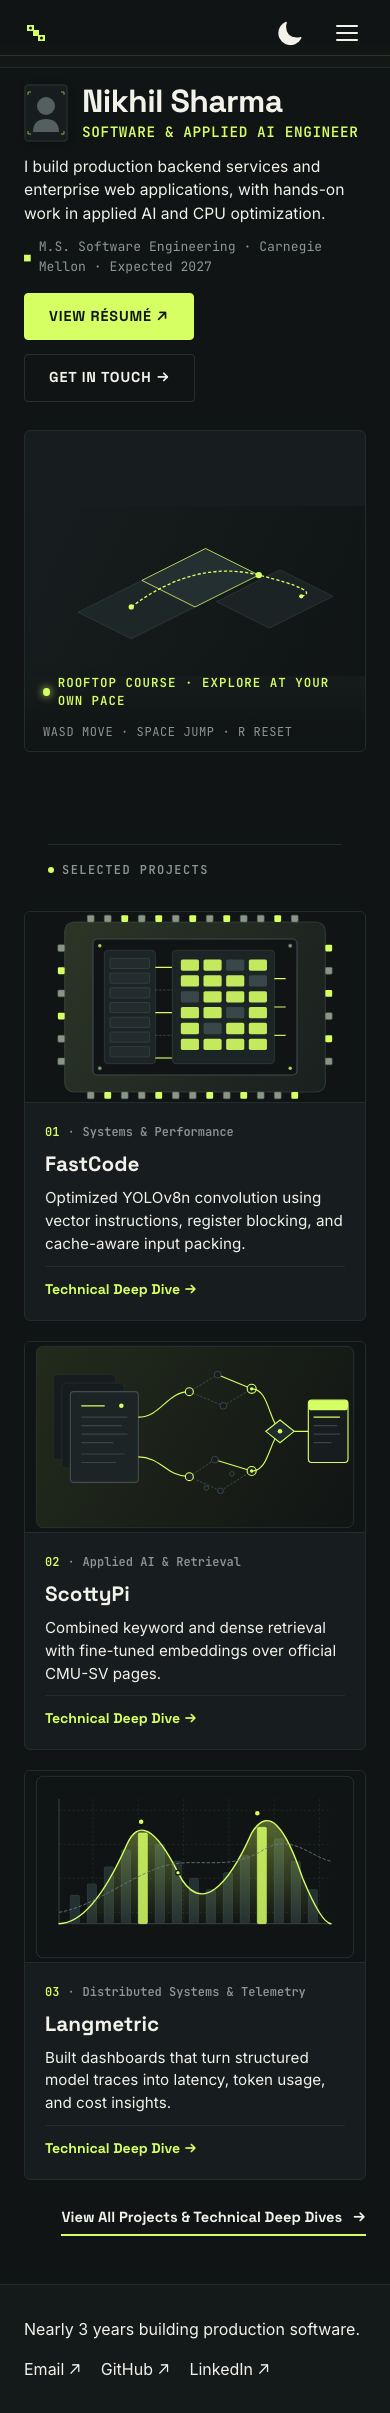 Nikhil Sharma
SOFTWARE & APPLIED AI ENGINEER
I build production backend services and
enterprise web applications, with hands-on
work in applied AI and CPU optimization.
M.S. Software Engineering · Carnegie
Mellon · Expected 2027
VIEW RÉSUMÉ ↗
GET IN TOUCH →
ROOFTOP COURSE · EXPLORE AT YOUR
OWN PACE
WASD MOVE · SPACE JUMP · R RESET
SELECTED PROJECTS
01 · Systems & Performance
FastCode
Optimized YOLOv8n convolution using
vector instructions, register blocking, and
cache-aware input packing.
Technical Deep Dive →
02 · Applied AI & Retrieval
ScottyPi
Combined keyword and dense retrieval
with fine-tuned embeddings over official
CMU-SV pages.
Technical Deep Dive →
03 · Distributed Systems & Telemetry
Langmetric
Built dashboards that turn structured
model traces into latency, token usage,
and cost insights.
Technical Deep Dive →
View All Projects & Technical Deep Dives →
Nearly 3 years building production software.
Email ↗ GitHub ↗ LinkedIn ↗